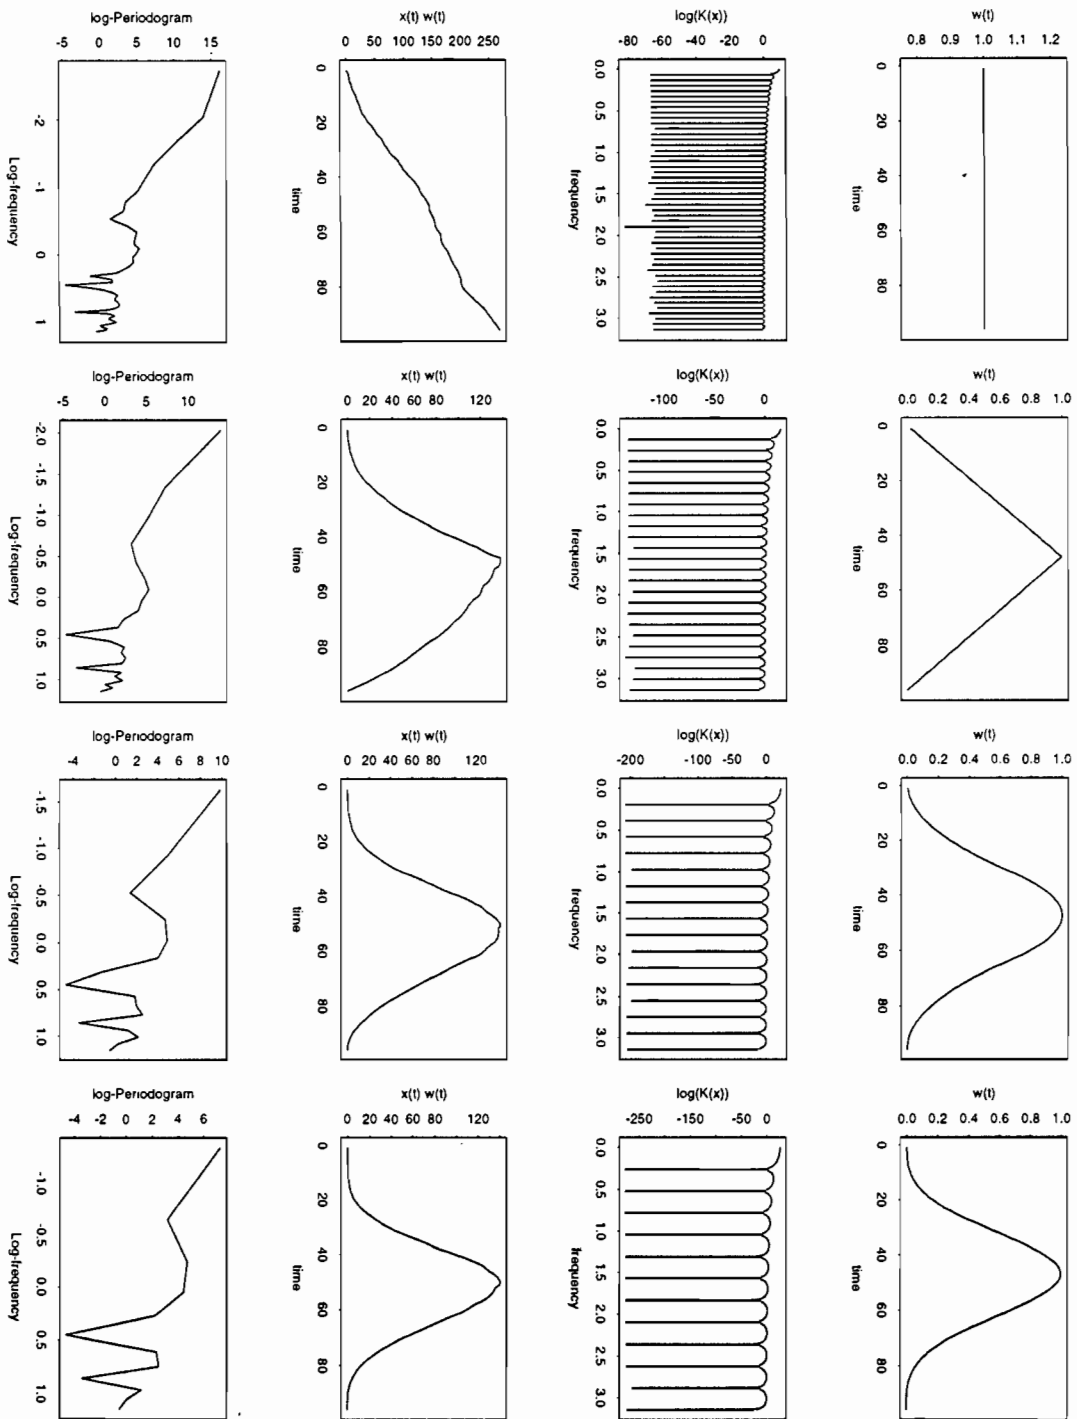 log-Periodogram
-5 0 5 10 15
-2 -1 0 1
Log-frequency
x(t) w(t)
0 50 100 150 200 250
0 20 40 60 80
time
log(K(x))
-80 -60 -40 -20 0
0.0 0.5 1.0 1.5 2.0 2.5 3.0
frequency
w(t)
0.8 0.9 1.0 1.1 1.2
0 20 40 60 80
time
log-Periodogram
-5 0 5 10
-2.0 -1.5 -1.0 -0.5 0.0 0.5 1.0
Log-frequency
x(t) w(t)
0 20 40 60 80 120
0 20 40 60 80
time
log(K(x))
-100 -50 0
0.0 0.5 1.0 1.5 2.0 2.5 3.0
frequency
w(t)
0.0 0.2 0.4 0.6 0.8 1.0
0 20 40 60 80
time
log-Periodogram
-4 -2 0 2 4 6 8 10
-1.5 -1.0 -0.5 0.0 0.5 1.0
Log-frequency
x(t) w(t)
0 20 40 60 80 120
0 20 40 60 80
time
log(K(x))
-200 -150 -100 -50 0
0.0 0.5 1.0 1.5 2.0 2.5 3.0
frequency
w(t)
0.0 0.2 0.4 0.6 0.8 1.0
0 20 40 60 80
time
log-Periodogram
-4 -2 0 2 4 6
-1.0 -0.5 0.0 0.5 1.0
Log-frequency
x(t) w(t)
0 20 40 60 80 120
0 20 40 60 80
time
log(K(x))
-250 -150 -50 0
0.0 0.5 1.0 1.5 2.0 2.5 3.0
frequency
w(t)
0.0 0.2 0.4 0.6 0.8 1.0
0 20 40 60 80
time